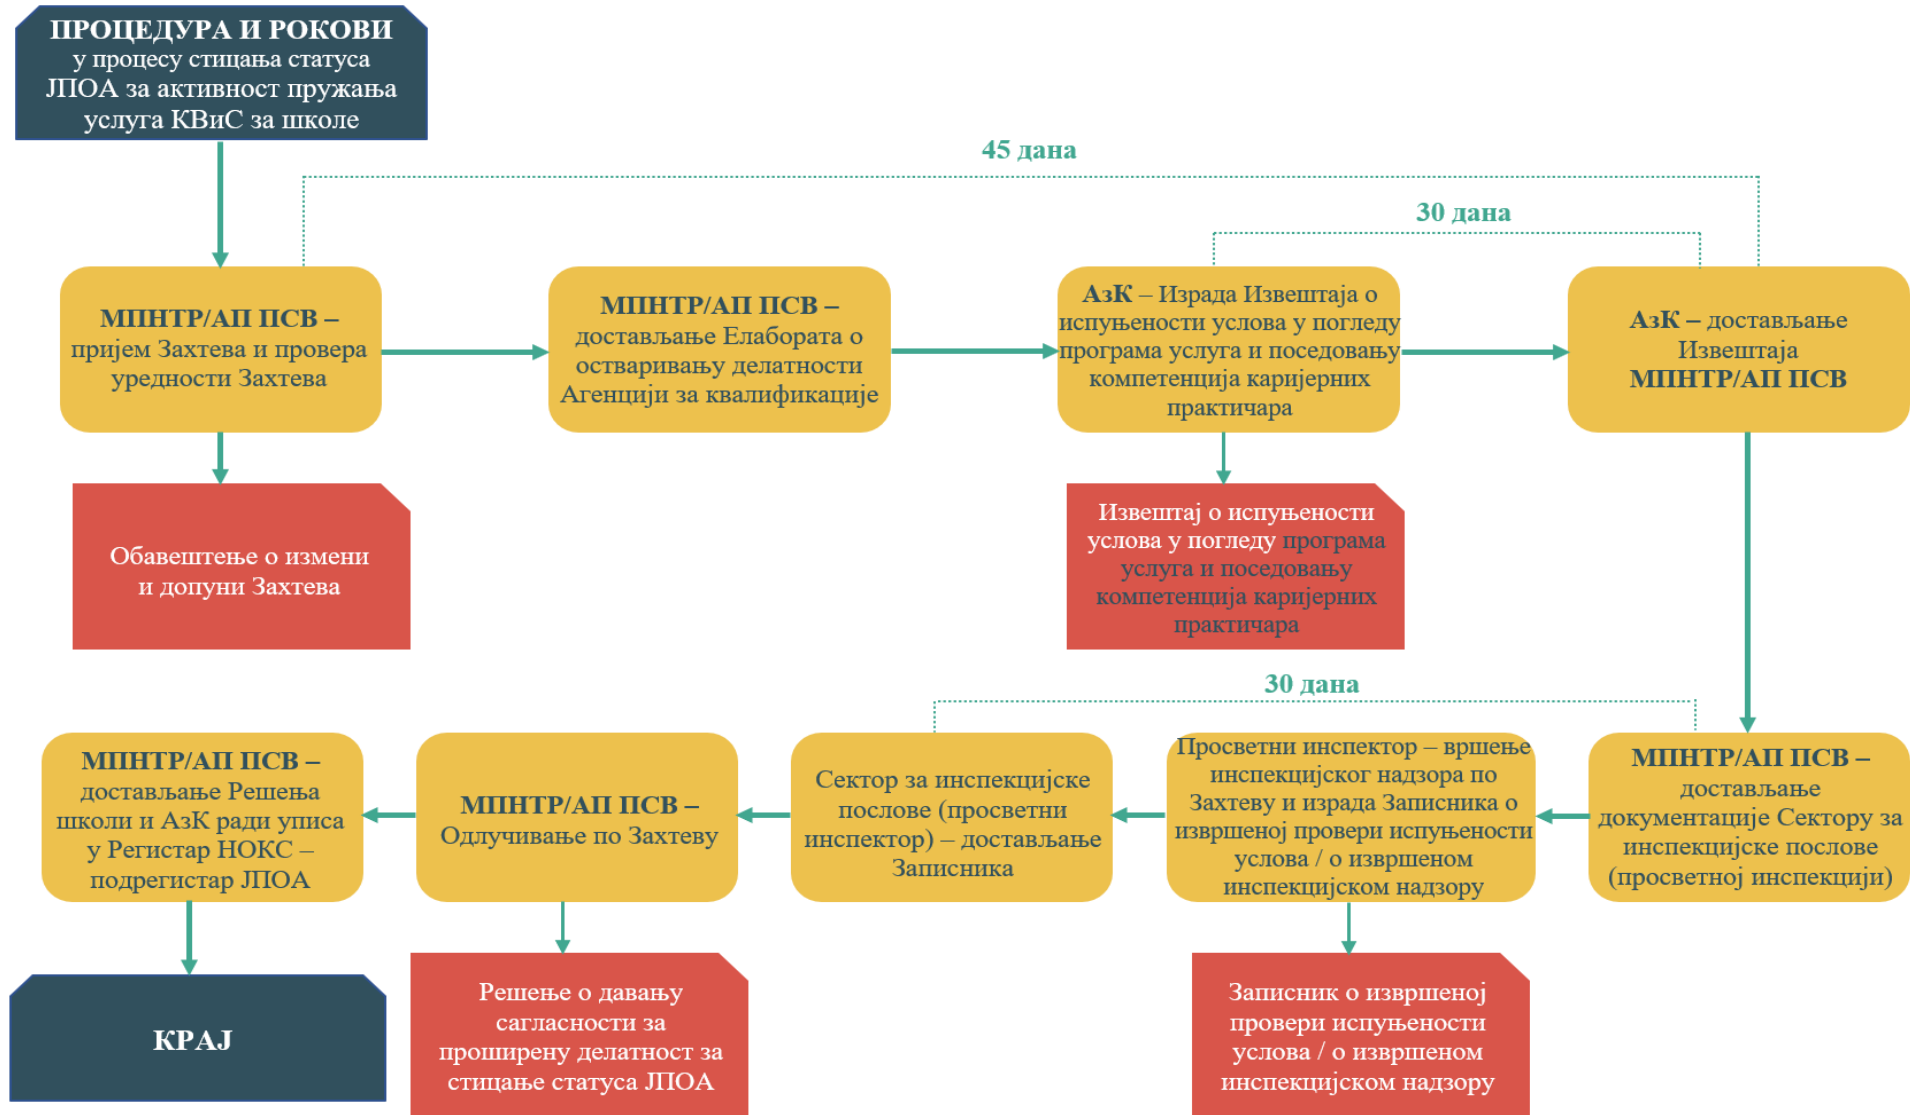 ПРОЦЕДУРА И РОКОВИ
у процесу стицања статуса
ЈПОА за активност пружања
услуга КВиС за школе
45 дана
30 дана
МПНТР/АП ПСВ –
пријем Захтева и провера
уредности Захтева
МПНТР/АП ПСВ –
достављање Елабората о
остваривању делатности
Агенцији за квалификације
АзК – Израда Извештаја о
испуњености услова у погледу
програма услуга и поседовању
компетенција каријерних
практичара
АзК – достављање
Извештаја
МПНТР/АП ПСВ
Обавештење о измени
и допуни Захтева
Извештај о испуњености
услова у погледу програма
услуга и поседовању
компетенција каријерних
практичара
30 дана
МПНТР/АП ПСВ –
достављање Решења
школи и АзК ради уписа
у Регистар НОКС –
подрегистар ЈПОА
МПНТР/АП ПСВ –
Одлучивање по Захтеву
Сектор за инспекцијске
послове (просветни
инспектор) – достављање
Записника
Просветни инспектор – вршење
инспекцијског надзора по
Захтеву и израда Записника о
извршеној провери испуњености
услова / о извршеном
инспекцијском надзору
МПНТР/АП ПСВ –
достављање
документације Сектору за
инспекцијске послове
(просветној инспекцији)
КРАЈ
Решење о давању
сагласности за
проширену делатност за
стицање статуса ЈПОА
Записник о извршеној
провери испуњености
услова / о извршеном
инспекцијском надзору